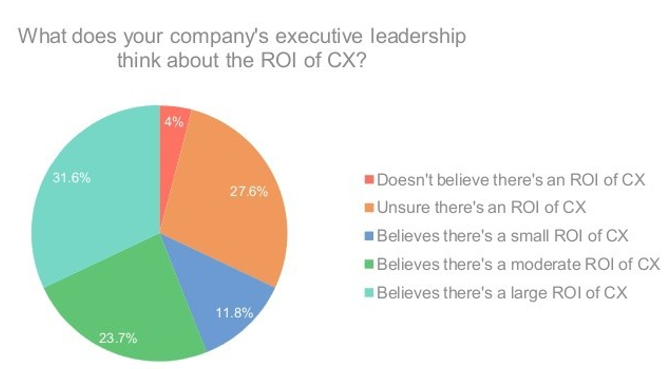 What does your company's executive leadership
think about the ROI of CX?
4%
27.6%
11.8%
23.7%
31.6%
Doesn't believe there's an ROI of CX
Unsure there's an ROI of CX
Believes there's a small ROI of CX
Believes there's a moderate ROI of CX
Believes there's a large ROI of CX